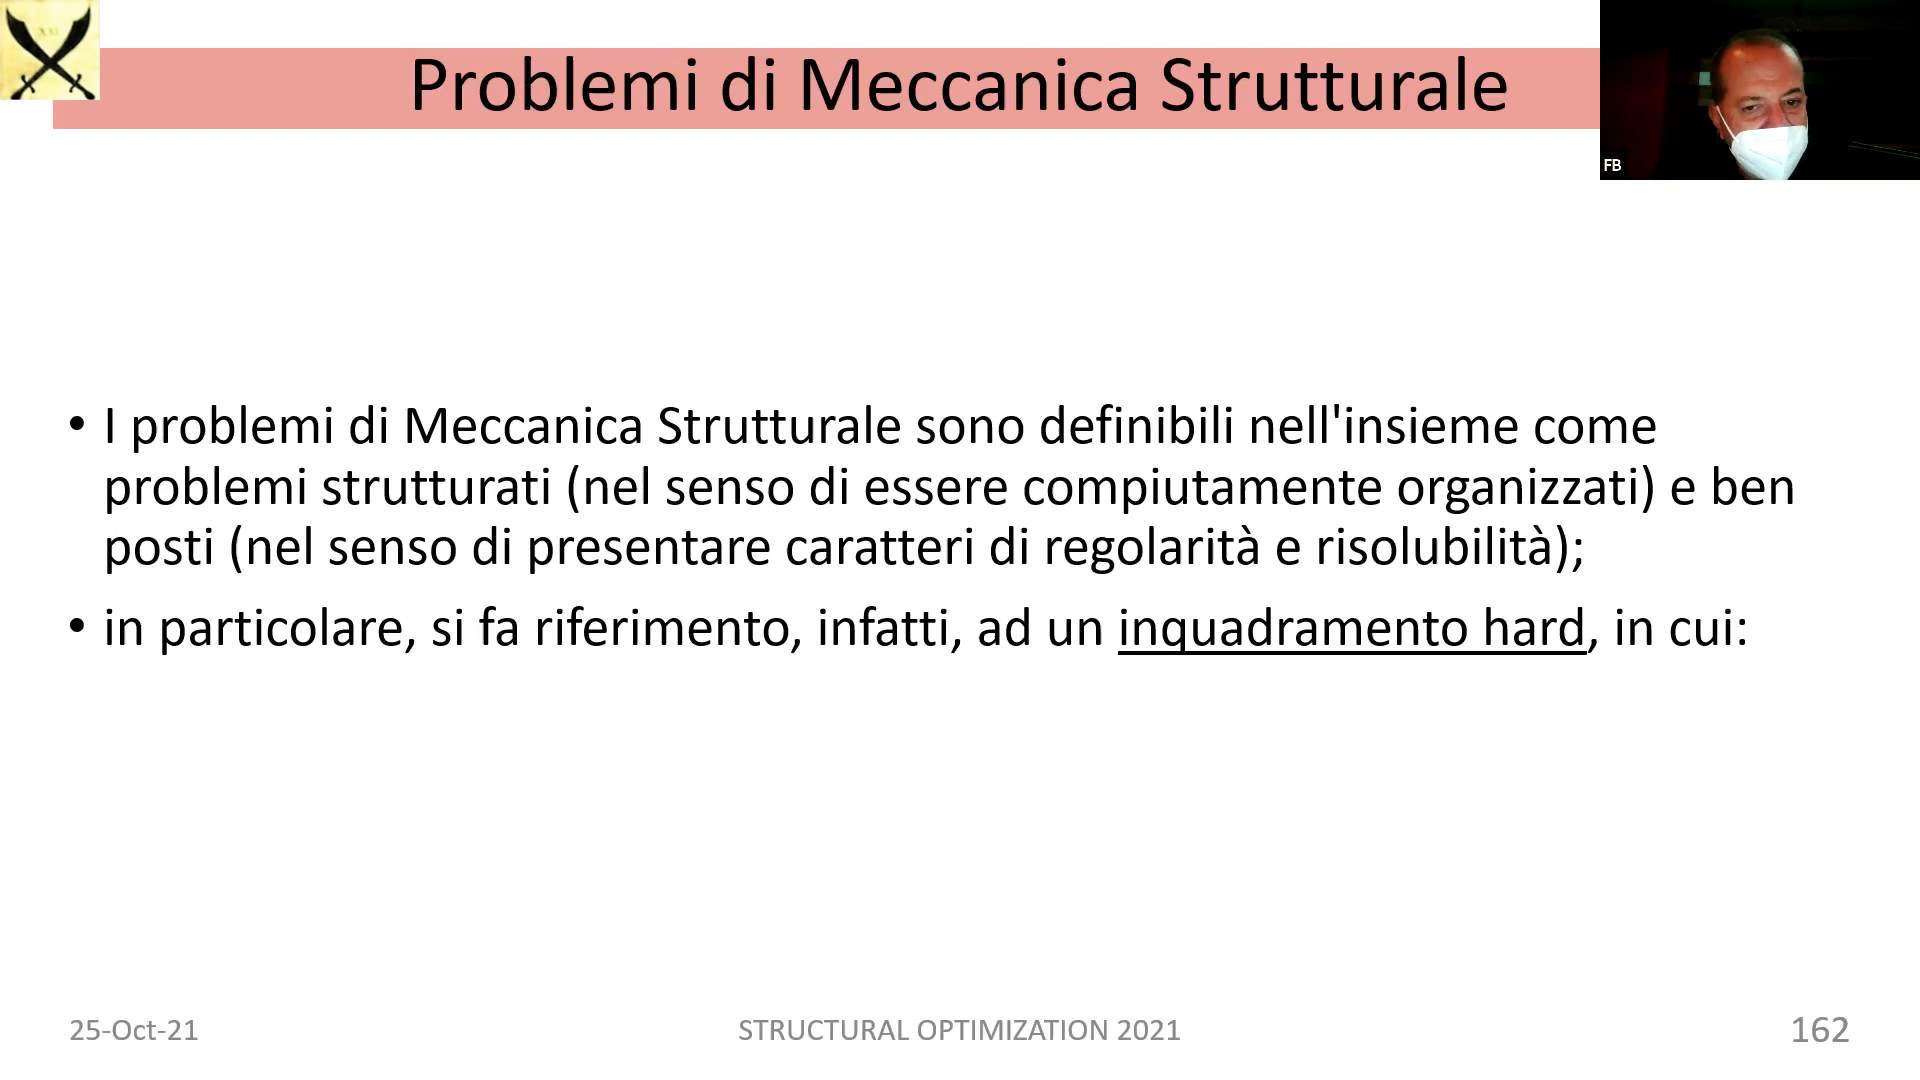 Problemi di Meccanica Strutturale
FB
• I problemi di Meccanica Strutturale sono definibili nell'insieme come
problemi strutturati (nel senso di essere compiutamente organizzati) e ben
posti (nel senso di presentare caratteri di regolarità e risolubilità);
• in particolare, si fa riferimento, infatti, ad un inquadramento hard, in cui:
25-Oct-21
STRUCTURAL OPTIMIZATION 2021
162